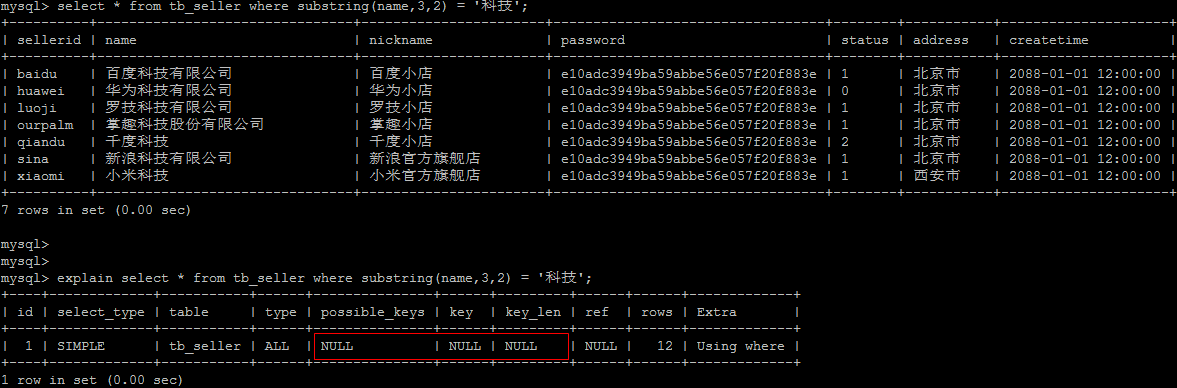 mysql> select * from tb_seller where substring(name,3,2) = '科技';
+----------+--------------------------+--------------------+----------------------------------+--------+---------+---------------------+
| sellerid | name | nickname | password | status | address | createtime |
+----------+--------------------------+--------------------+----------------------------------+--------+---------+---------------------+
| baidu | 百度科技有限公司 | 百度小店 | e10adc3949ba59abbe56e057f20f883e | 1 | 北京市 | 2088-01-01 12:00:00 |
| huawei | 华为科技有限公司 | 华为小店 | e10adc3949ba59abbe56e057f20f883e | 0 | 北京市 | 2088-01-01 12:00:00 |
| luoji | 罗技科技有限公司 | 罗技小店 | e10adc3949ba59abbe56e057f20f883e | 1 | 北京市 | 2088-01-01 12:00:00 |
| ourpalm | 掌趣科技股份有限公司 | 掌趣小店 | e10adc3949ba59abbe56e057f20f883e | 1 | 北京市 | 2088-01-01 12:00:00 |
| qiandu | 千度科技 | 千度小店 | e10adc3949ba59abbe56e057f20f883e | 2 | 北京市 | 2088-01-01 12:00:00 |
| sina | 新浪科技有限公司 | 新浪官方旗舰店 | e10adc3949ba59abbe56e057f20f883e | 1 | 北京市 | 2088-01-01 12:00:00 |
| xiaomi | 小米科技 | 小米官方旗舰店 | e10adc3949ba59abbe56e057f20f883e | 1 | 西安市 | 2088-01-01 12:00:00 |
+----------+--------------------------+--------------------+----------------------------------+--------+---------+---------------------+
7 rows in set (0.00 sec)
mysql>
mysql>
mysql> explain select * from tb_seller where substring(name,3,2) = '科技';
+----+-------------+-----------+------+---------------+------+---------+------+------+-------------+
| id | select_type | table | type | possible_keys | key | key_len | ref | rows | Extra |
+----+-------------+-----------+------+---------------+------+---------+------+------+-------------+
| 1 | SIMPLE | tb_seller | ALL | NULL | NULL | NULL | NULL | 12 | Using where |
+----+-------------+-----------+------+---------------+------+---------+------+------+-------------+
1 row in set (0.00 sec)